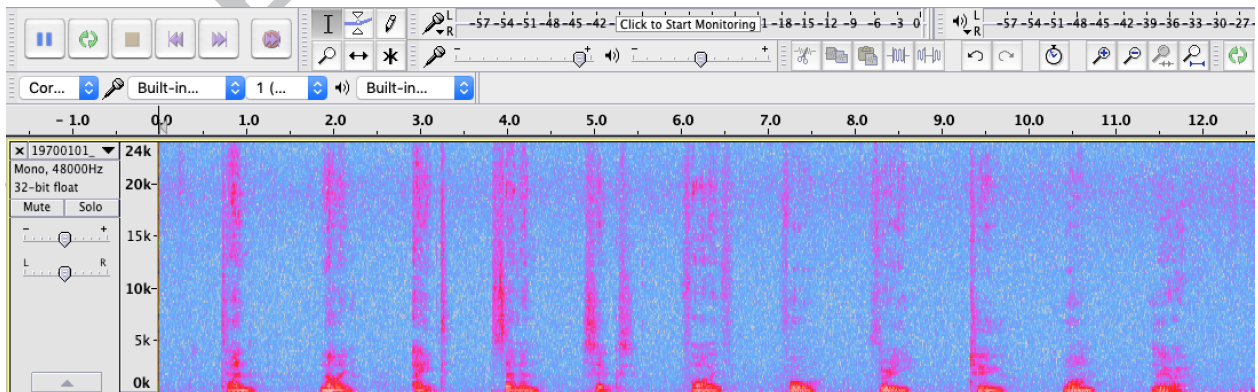 L R -57 -54 -51 -48 -45 -42 - Click to Start Monitoring 1 -18 -15 -12 -9 -6 -3 0 L R -57 -54 -51 -48 -45 -42 -39 -36 -33 -30 -27 -
- + - +
Cor... Built-in... 1 (... Built-in...
- 1.0 0.0 1.0 2.0 3.0 4.0 5.0 6.0 7.0 8.0 9.0 10.0 11.0 12.0
19700101_ 24k
Mono, 48000Hz
32-bit float 20k
Mute Solo
- + 15k
L R
10k
5k
0k